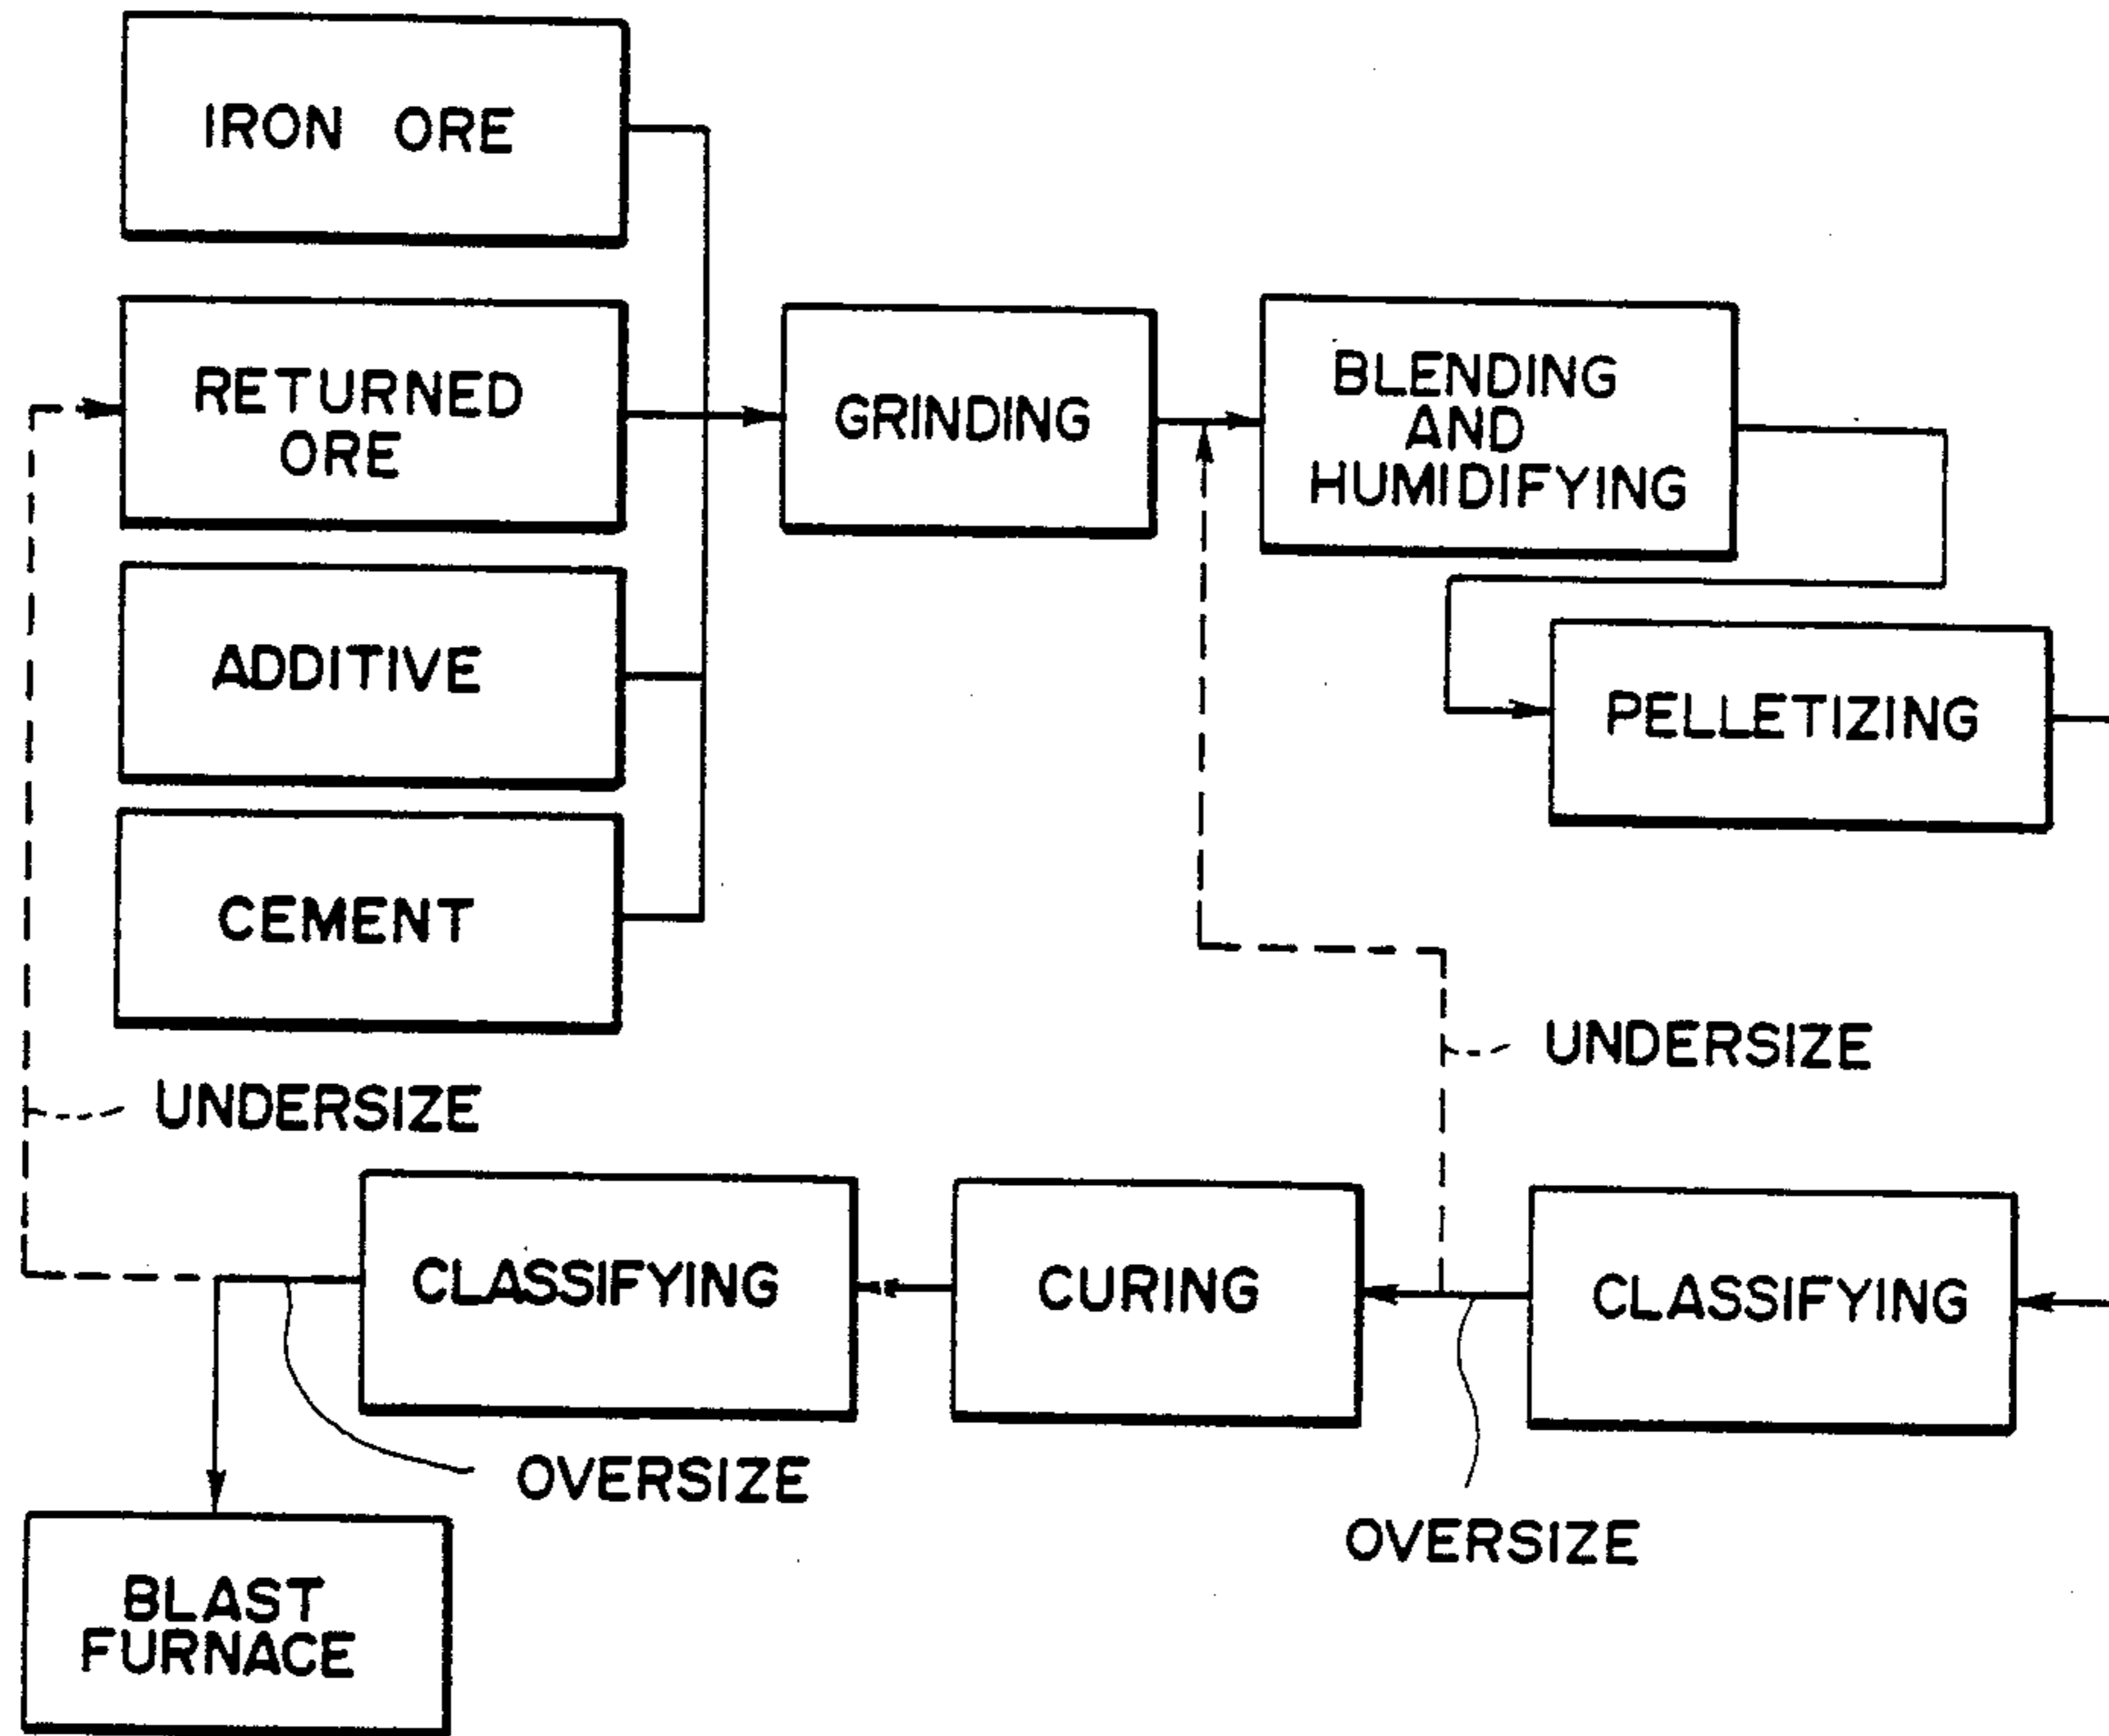 IRON ORE
RETURNED
ORE
ADDITIVE
CEMENT
GRINDING
BLENDING
AND
HUMIDIFYING
PELLETIZING
UNDERSIZE
UNDERSIZE
CLASSIFYING
CURING
CLASSIFYING
OVERSIZE
OVERSIZE
BLAST
FURNACE